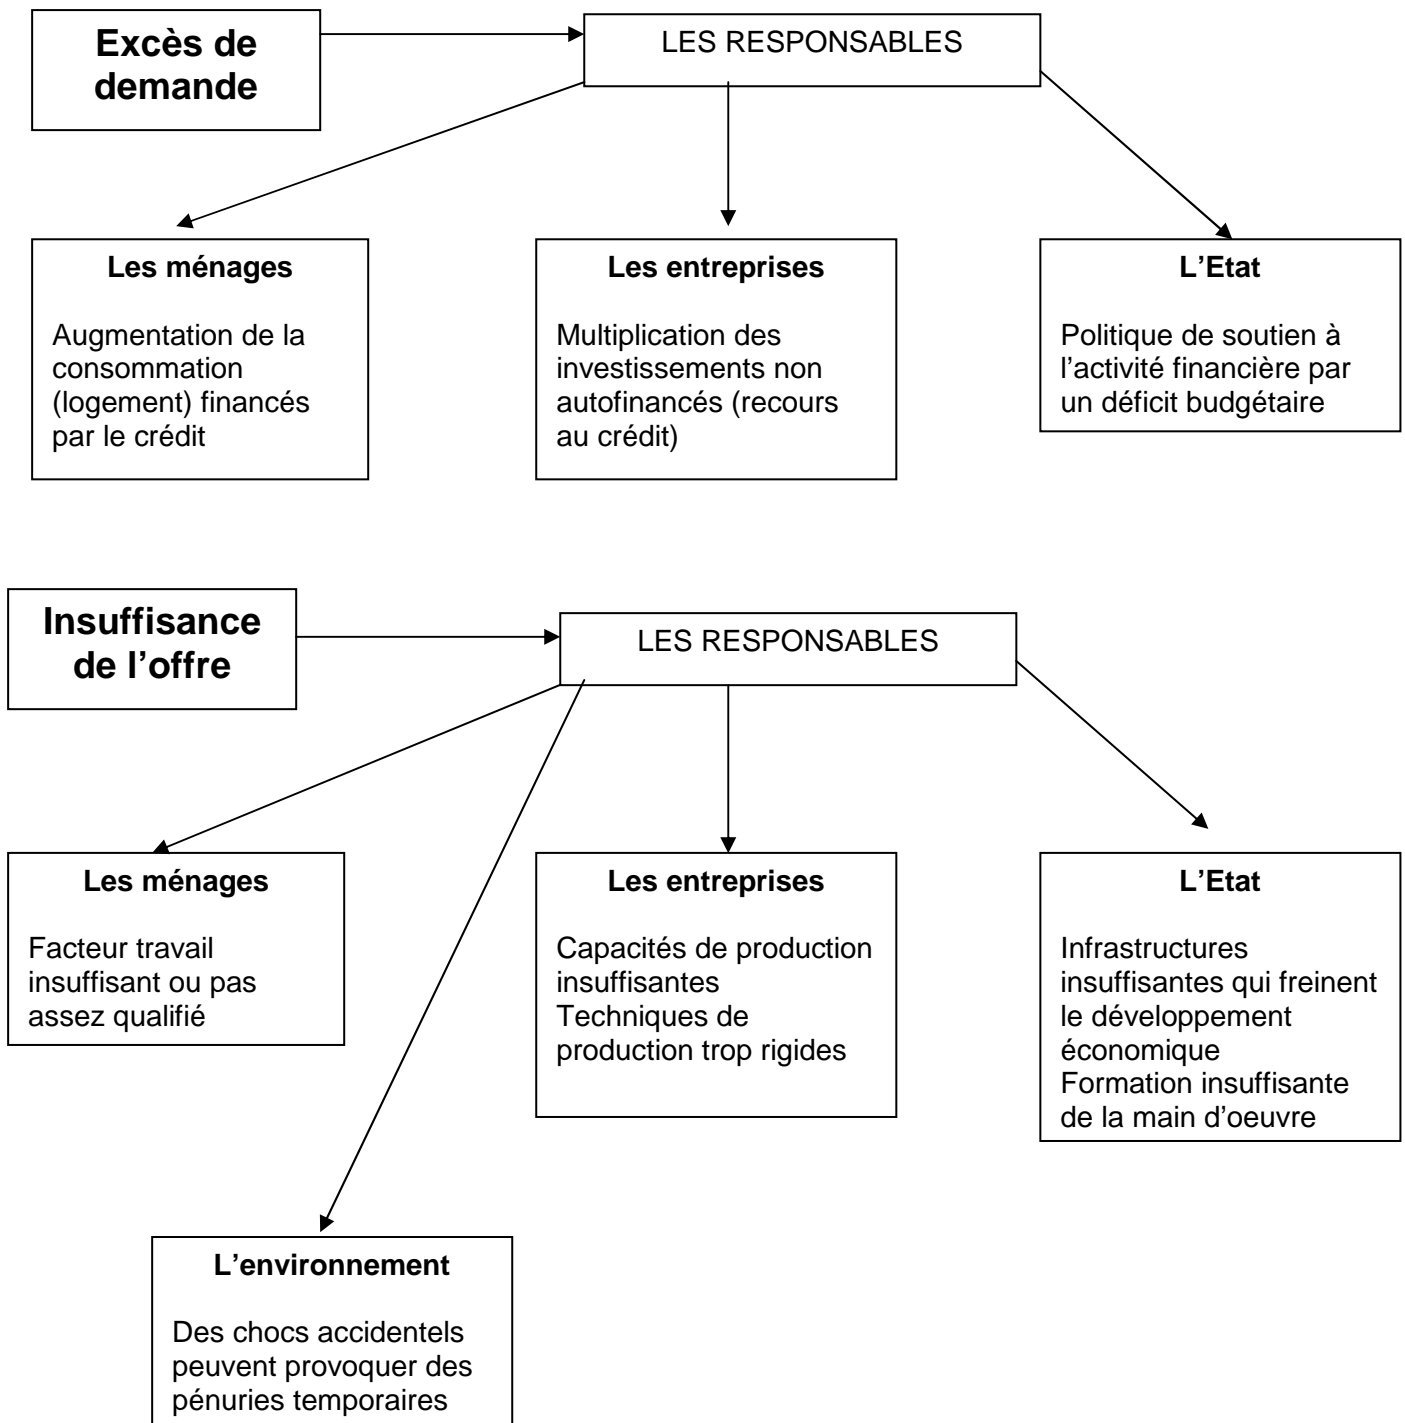 Excès de
demande
LES RESPONSABLES
Les ménages
Augmentation de la
consommation
(logement) financés
par le crédit
Les entreprises
Multiplication des
investissements non
autofinancés (recours
au crédit)
L’Etat
Politique de soutien à
l’activité financière par
un déficit budgétaire
Insuffisance
de l’offre
LES RESPONSABLES
Les ménages
Facteur travail
insuffisant ou pas
assez qualifié
Les entreprises
Capacités de production
insuffisantes
Techniques de
production trop rigides
L’Etat
Infrastructures
insuffisantes qui freinent
le développement
économique
Formation insuffisante
de la main d’oeuvre
L’environnement
Des chocs accidentels
peuvent provoquer des
pénuries temporaires